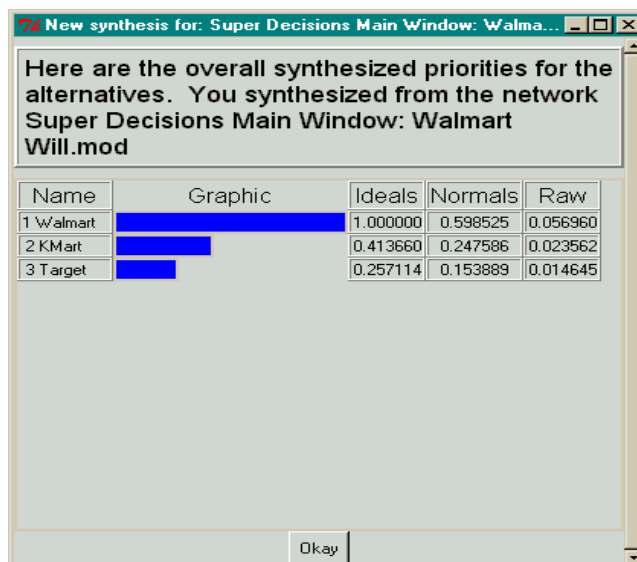 New synthesis for: Super Decisions Main Window: Walma...
Here are the overall synthesized priorities for the
alternatives. You synthesized from the network
Super Decisions Main Window: Walmart
Will.mod
Name Graphic Ideals Normals Raw
1 Walmart 1.000000 0.598525 0.056960
2 KMart 0.413660 0.247586 0.023562
3 Target 0.257114 0.153889 0.014645
Okay